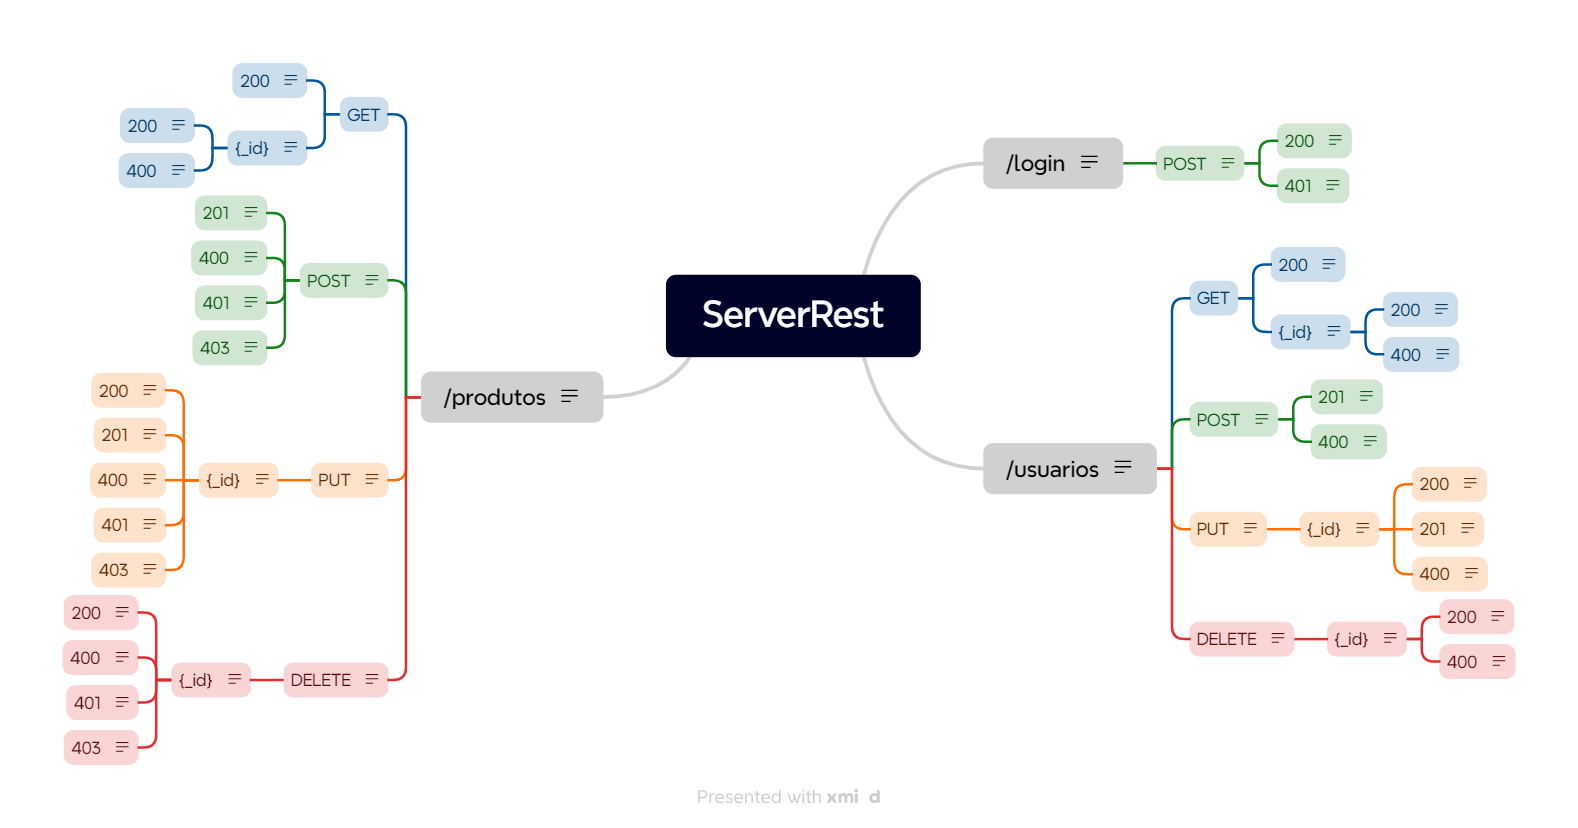 ServerRest
/login
POST
200
401
/usuarios
GET
200
{_id}
200
400
POST
201
400
PUT
{_id}
200
201
400
DELETE
{_id}
200
400
/produtos
GET
200
{_id}
200
400
POST
201
400
401
403
PUT
{_id}
200
201
400
401
403
DELETE
{_id}
200
400
401
403
Presented with xmi d